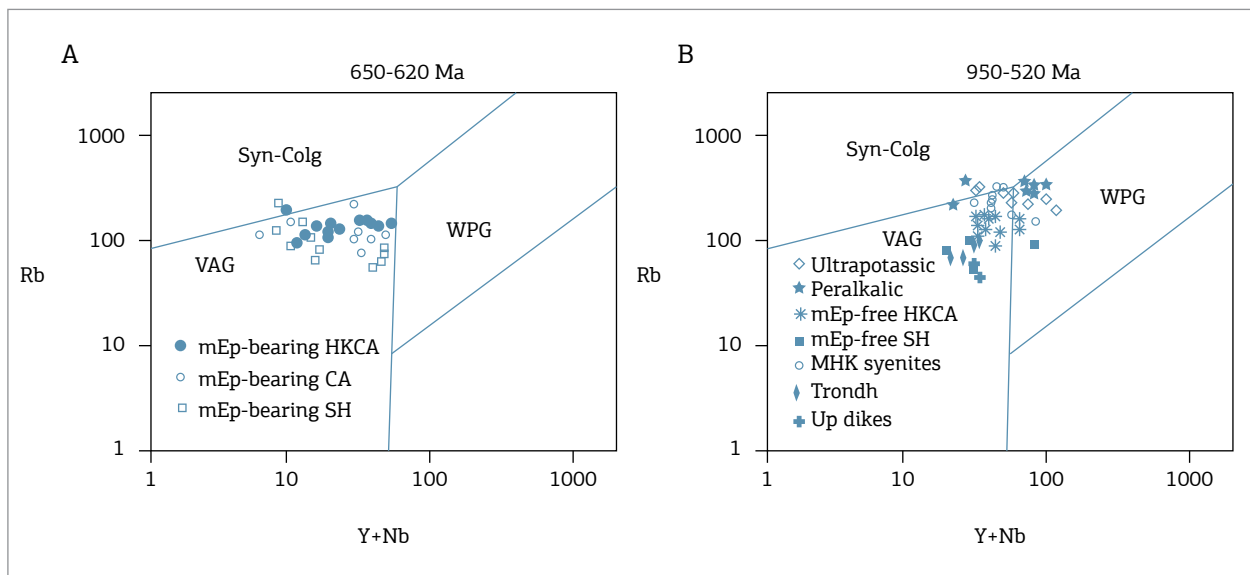 A
650-620 Ma
1000
Syn-Colg
100
WPG
VAG
Rb
10
mEp-bearing HKCA
mEp-bearing CA
mEp-bearing SH
1
1
10
100
1000
Y+Nb
B
950-520 Ma
1000
Syn-Colg
100
WPG
VAG
Rb
Ultrapotassic
Peralkalic
mEp-free HKCA
10
mEp-free SH
MHK syenites
Trondh
Up dikes
1
1
10
100
1000
Y+Nb